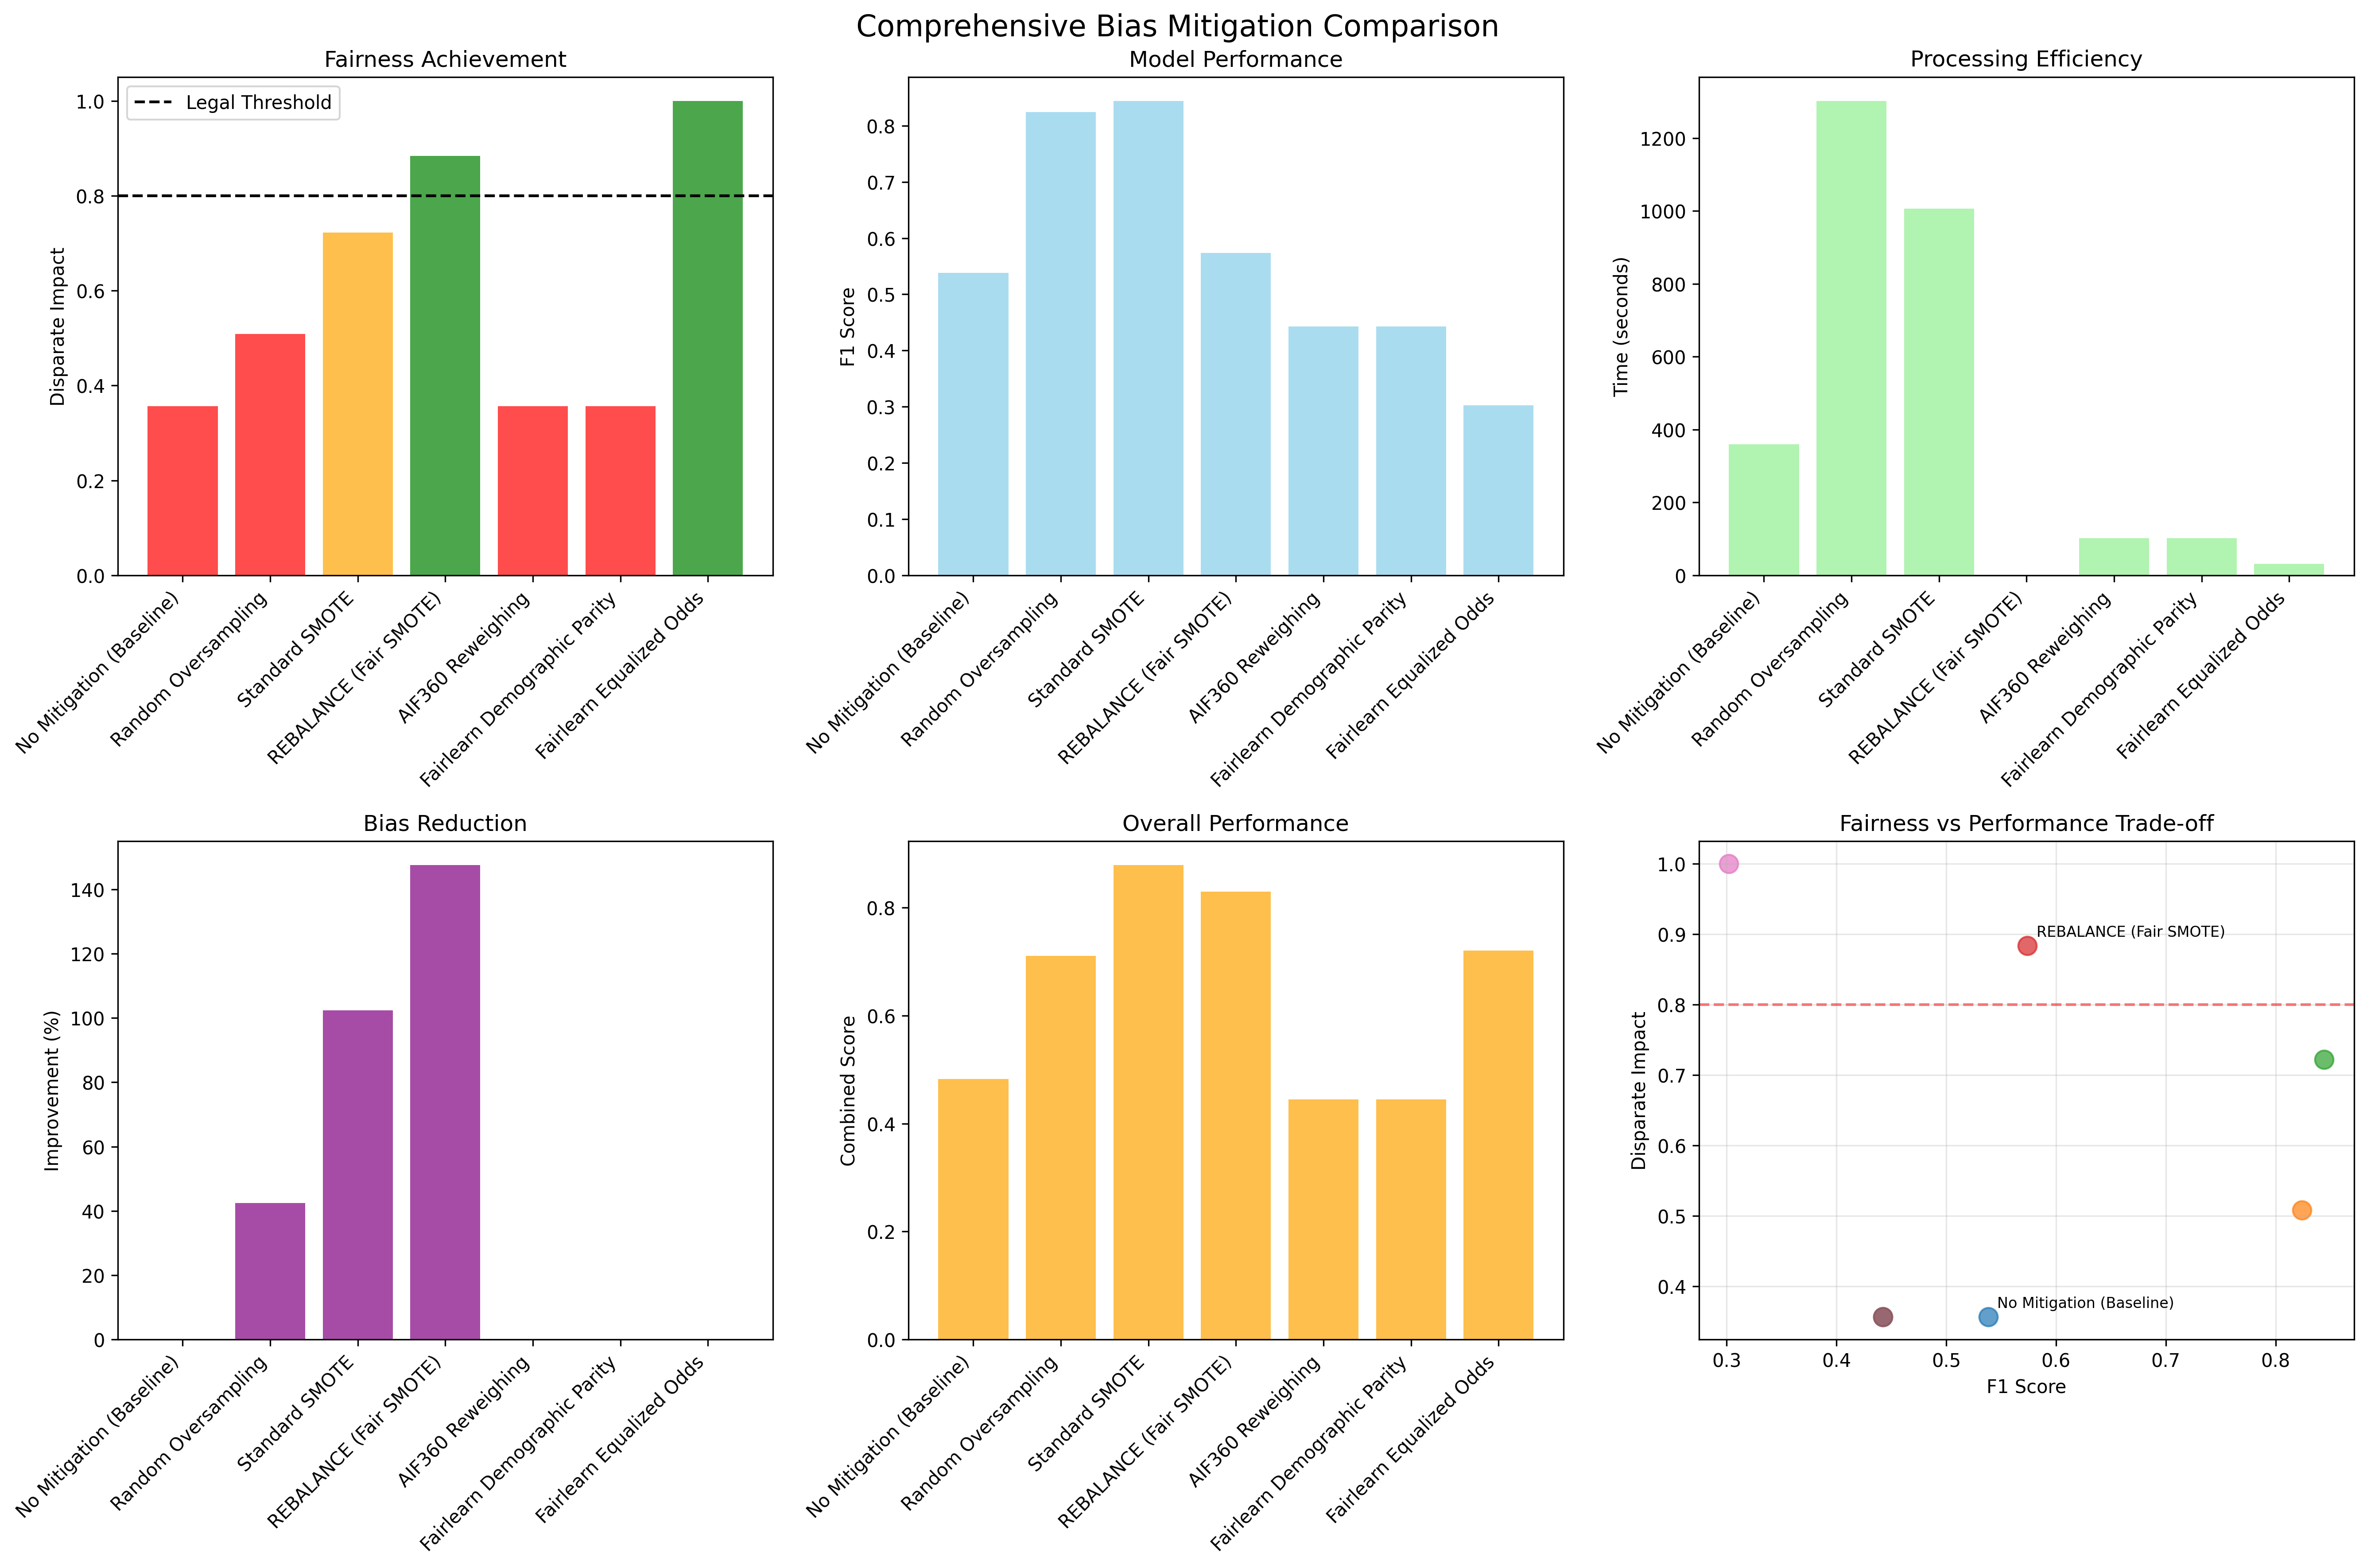 Comprehensive Bias Mitigation Comparison
Fairness Achievement
Legal Threshold
Disparate Impact
1.0
0.8
0.6
0.4
0.2
0.0
No Mitigation (Baseline)
Random Oversampling
Standard SMOTE
REBALANCE (Fair SMOTE)
AIF360 Reweighing
Fairlearn Demographic Parity
Fairlearn Equalized Odds
Model Performance
F1 Score
0.8
0.7
0.6
0.5
0.4
0.3
0.2
0.1
0.0
No Mitigation (Baseline)
Random Oversampling
Standard SMOTE
REBALANCE (Fair SMOTE)
AIF360 Reweighing
Fairlearn Demographic Parity
Fairlearn Equalized Odds
Processing Efficiency
Time (seconds)
1200
1000
800
600
400
200
0
No Mitigation (Baseline)
Random Oversampling
Standard SMOTE
REBALANCE (Fair SMOTE)
AIF360 Reweighing
Fairlearn Demographic Parity
Fairlearn Equalized Odds
Bias Reduction
Improvement (%)
140
120
100
80
60
40
20
0
No Mitigation (Baseline)
Random Oversampling
Standard SMOTE
REBALANCE (Fair SMOTE)
AIF360 Reweighing
Fairlearn Demographic Parity
Fairlearn Equalized Odds
Overall Performance
Combined Score
0.8
0.6
0.4
0.2
0.0
No Mitigation (Baseline)
Random Oversampling
Standard SMOTE
REBALANCE (Fair SMOTE)
AIF360 Reweighing
Fairlearn Demographic Parity
Fairlearn Equalized Odds
Fairness vs Performance Trade-off
Disparate Impact
1.0
0.9
0.8
0.7
0.6
0.5
0.4
REBALANCE (Fair SMOTE)
No Mitigation (Baseline)
0.3
0.4
0.5
0.6
0.7
0.8
F1 Score